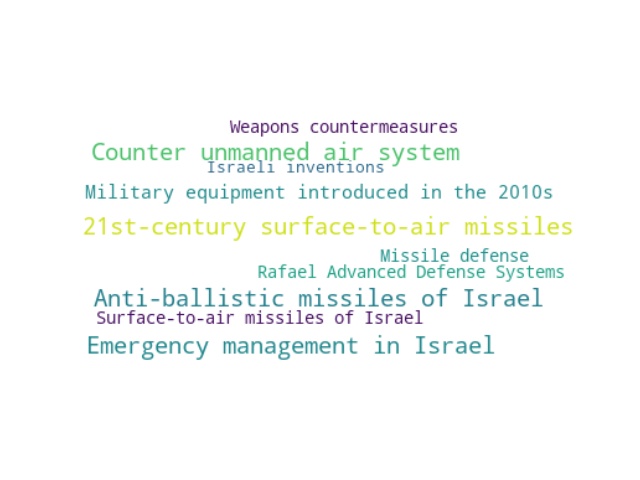 Weapons countermeasures
Counter unmanned air system
Israeli inventions
Military equipment introduced in the 2010s
21st-century surface-to-air missiles
Missile defense
Rafael Advanced Defense Systems
Anti-ballistic missiles of Israel
Surface-to-air missiles of Israel
Emergency management in Israel